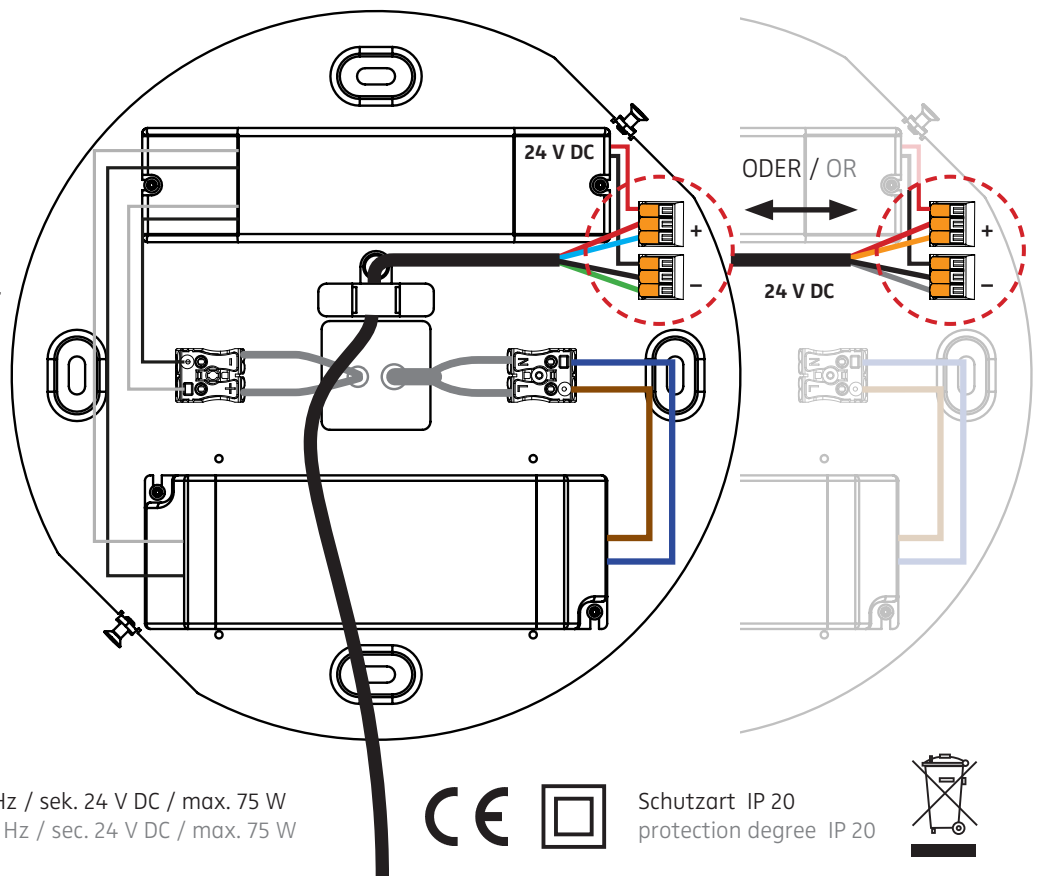 24 V DC
ODER / OR
+
+
24 V DC
–
–
–
+
N
L
N
L
Hz / sek. 24 V DC / max. 75 W
Hz / sec. 24 V DC / max. 75 W
CE
Schutzart IP 20
protection degree IP 20